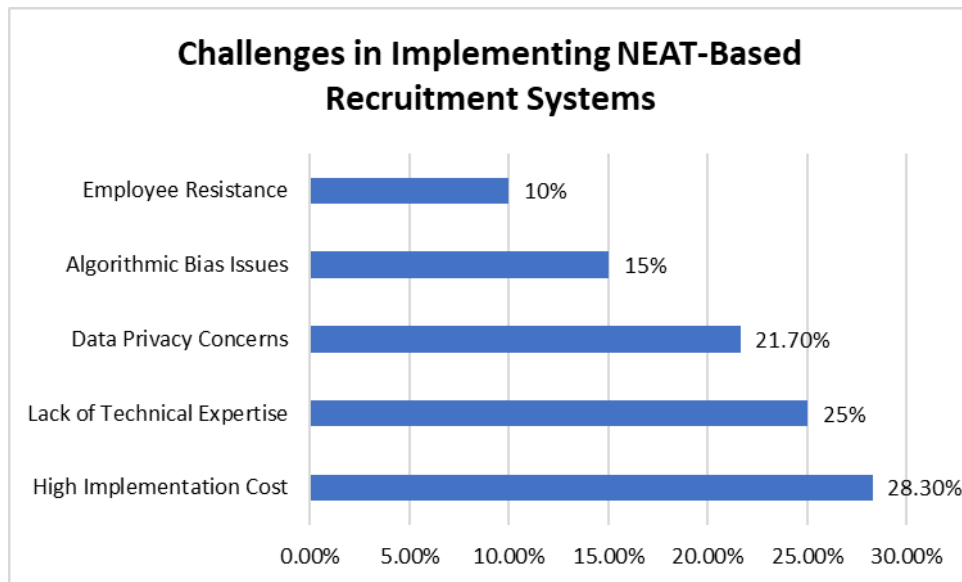 Challenges in Implementing NEAT-Based
Recruitment Systems
Employee Resistance 10%
Algorithmic Bias Issues 15%
Data Privacy Concerns 21.70%
Lack of Technical Expertise 25%
High Implementation Cost 28.30%
0.00% 5.00% 10.00% 15.00% 20.00% 25.00% 30.00%